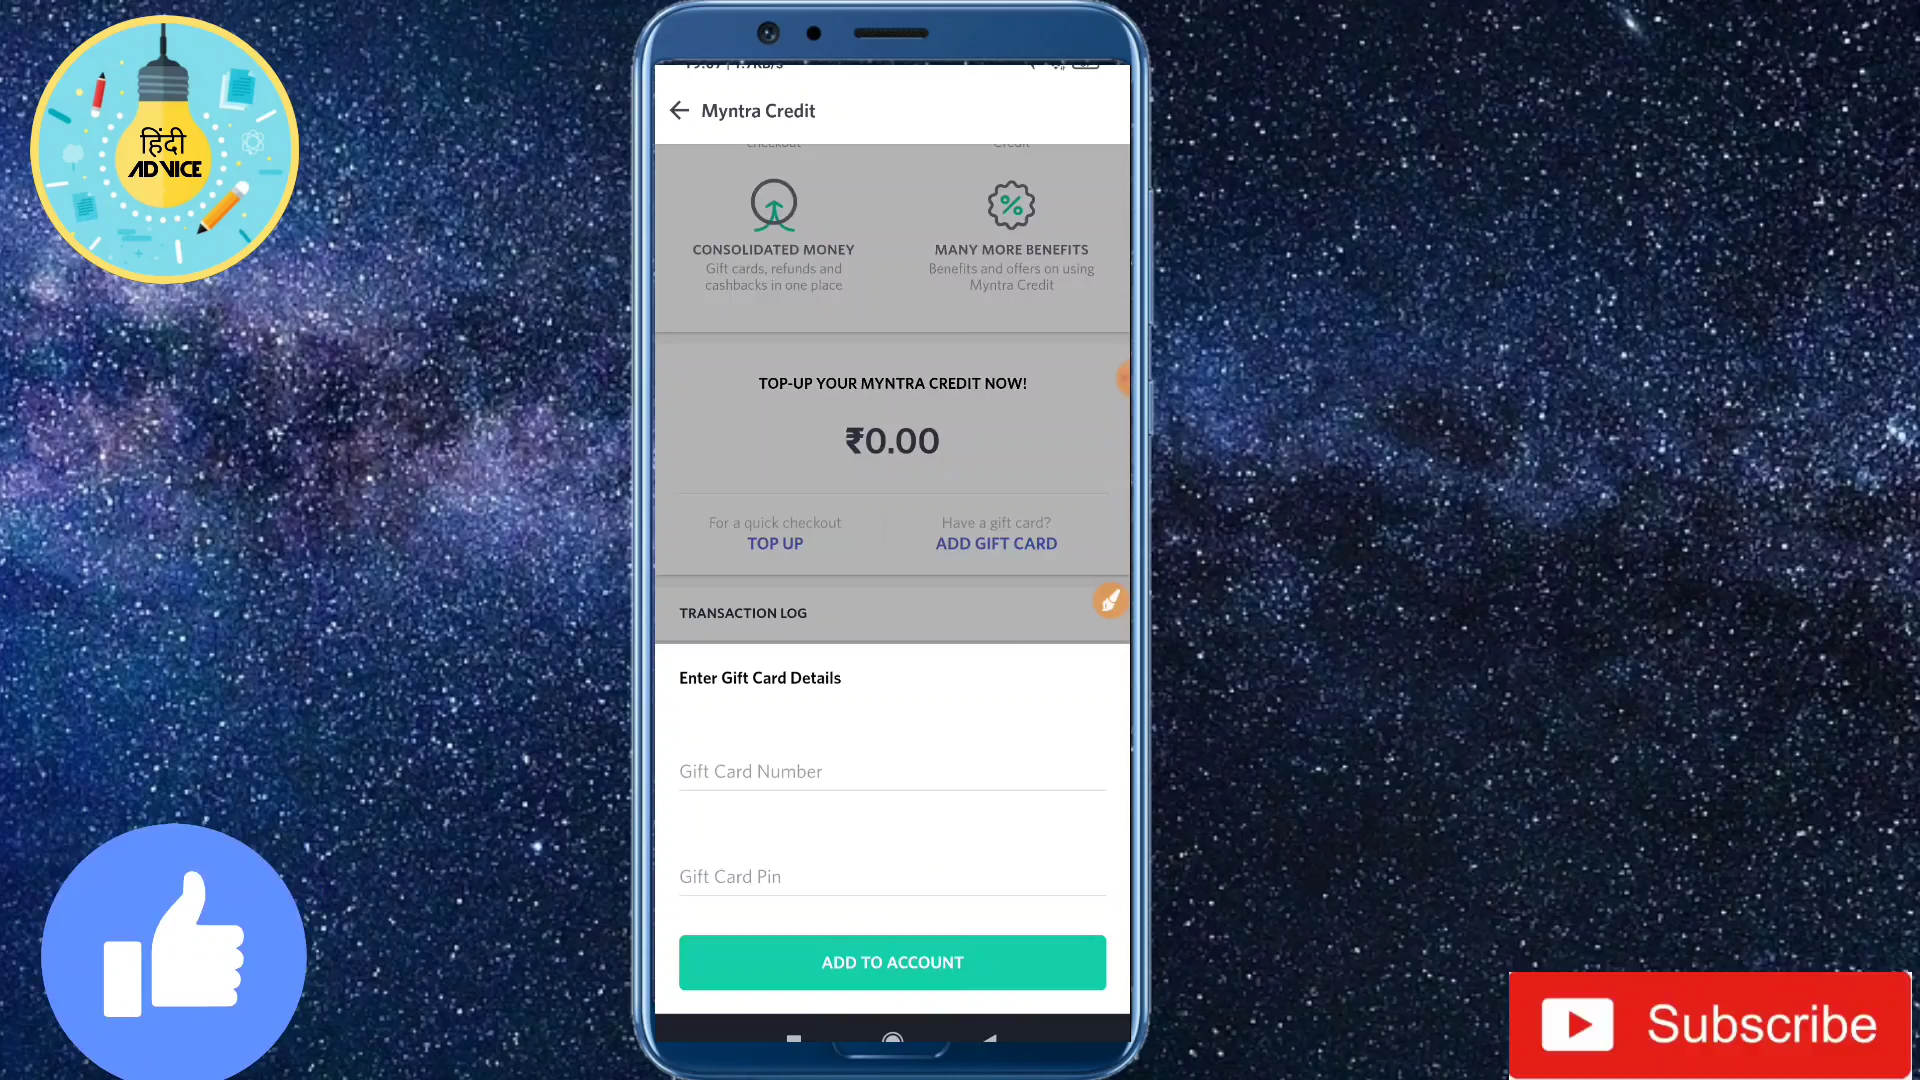 हिंदी
ADVICE
Myntra Credit
CONSOLIDATED MONEY
Gift cards, refunds and
cashbacks in one place
MANY MORE BENEFITS
Benefits and offers on using
Myntra Credit
TOP-UP YOUR MYNTRA CREDIT NOW!
₹0.00
For a quick checkout
TOP UP
Have a gift card?
ADD GIFT CARD
TRANSACTION LOG
Enter Gift Card Details
Gift Card Number
Gift Card Pin
ADD TO ACCOUNT
Subscribe